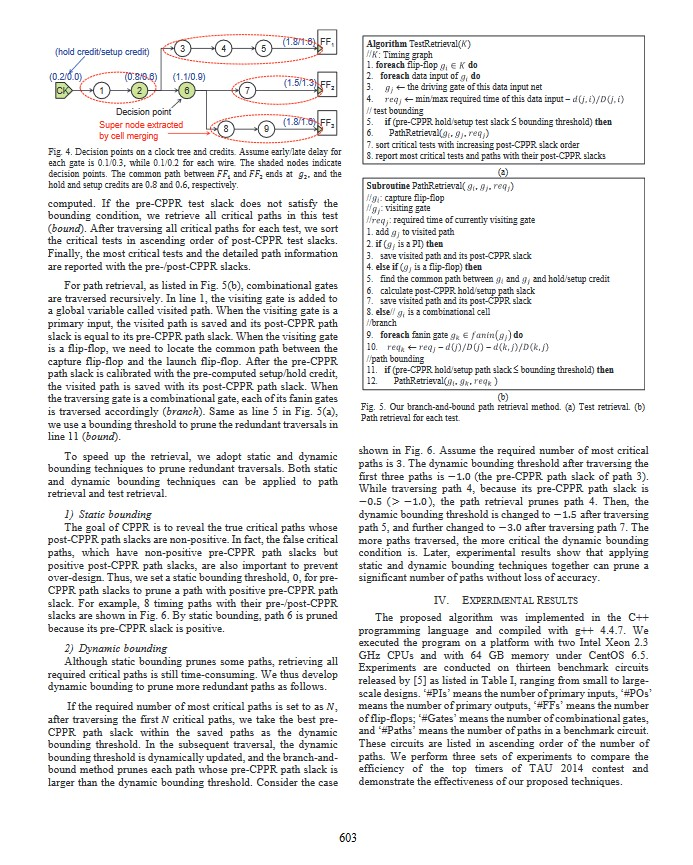 (hold credit/setup credit)
(0.2/0.0)
(0.8/0.6)
(1.1/0.9)
(1.8/1.6)
(1.5/1.3)
(1.8/1.6)
FF1
FF2
FF3
CK
1
2
6
3
4
5
7
8
9
Decision point
Super node extracted
by cell merging
Fig. 4. Decision points on a clock tree and credits. Assume early/late delay for
each gate is 0.1/0.3, while 0.1/0.2 for each wire. The shaded nodes indicate
decision points. The common path between FF₁ and FF₂ ends at g₂, and the
hold and setup credits are 0.8 and 0.6, respectively.
computed. If the pre-CPPR test slack does not satisfy the
bounding condition, we retrieve all critical paths in this test
(bound). After traversing all critical paths for each test, we sort
the critical tests in ascending order of post-CPPR test slacks.
Finally, the most critical tests and the detailed path information
are reported with the pre-/post-CPPR slacks.
For path retrieval, as listed in Fig. 5(b), combinational gates
are traversed recursively. In line 1, the visiting gate is added to
a global variable called visited path. When the visiting gate is a
primary input, the visited path is saved and its post-CPPR path
slack is equal to its pre-CPPR path slack. When the visiting gate
is a flip-flop, we need to locate the common path between the
capture flip-flop and the launch flip-flop. After the pre-CPPR
path slack is calibrated with the pre-computed setup/hold credit,
the visited path is saved with its post-CPPR path slack. When
the traversing gate is a combinational gate, each of its fanin gates
is traversed accordingly (branch). Same as line 5 in Fig. 5(a),
we use a bounding threshold to prune the redundant traversals in
line 11 (bound).
To speed up the retrieval, we adopt static and dynamic
bounding techniques to prune redundant traversals. Both static
and dynamic bounding techniques can be applied to path
retrieval and test retrieval.
1) Static bounding
The goal of CPPR is to reveal the true critical paths whose
post-CPPR path slacks are non-positive. In fact, the false critical
paths, which have non-positive pre-CPPR path slacks but
positive post-CPPR path slacks, are also important to prevent
over-design. Thus, we set a static bounding threshold, 0, for pre-
CPPR path slacks to prune a path with positive pre-CPPR path
slack. For example, 8 timing paths with their pre-/post-CPPR
slacks are shown in Fig. 6. By static bounding, path 6 is pruned
because its pre-CPPR slack is positive.
2) Dynamic bounding
Although static bounding prunes some paths, retrieving all
required critical paths is still time-consuming. We thus develop
dynamic bounding to prune more redundant paths as follows.
If the required number of most critical paths is set to as N,
after traversing the first N critical paths, we take the best pre-
CPPR path slack within the saved paths as the dynamic
bounding threshold. In the subsequent traversal, the dynamic
bounding threshold is dynamically updated, and the branch-and-
bound method prunes each path whose pre-CPPR path slack is
larger than the dynamic bounding threshold. Consider the case
Algorithm TestRetrieval(K)
//K: Timing graph
1. foreach flip-flop gᵢ ∈ K do
2. foreach data input of gᵢ do
3. gⱼ ← the driving gate of this data input net
4. reqⱼ ← min/max required time of this data input – d(j,i)/D(j,i)
// test bounding
5. if (pre-CPPR hold/setup test slack ≤ bounding threshold) then
6. PathRetrieval(gᵢ, gⱼ, reqⱼ)
7. sort critical tests with increasing post-CPPR slack order
8. report most critical tests and paths with their post-CPPR slacks
(a)
Subroutine PathRetrieval( gᵢ, gⱼ, reqⱼ)
//gᵢ: capture flip-flop
//gⱼ: visiting gate
//reqⱼ: required time of currently visiting gate
1. add gⱼ to visited path
2. if (gⱼ is a PI) then
3. save visited path and its post-CPPR slack
4. else if (gⱼ is a flip-flop) then
5. find the common path between gᵢ and gⱼ and hold/setup credit
6. calculate post-CPPR hold/setup path slack
7. save visited path and its post-CPPR slack
8. else// gⱼ is a combinational cell
//branch
9. foreach fanin gate gₖ ∈ fanin(gⱼ) do
10. reqₖ ← reqⱼ – d(j)/D(j) – d(k,j)/D(k,j)
//path bounding
11. if (pre-CPPR hold/setup path slack ≤ bounding threshold) then
12. PathRetrieval(gᵢ, gₖ, reqₖ )
(b)
Fig. 5. Our branch-and-bound path retrieval method. (a) Test retrieval. (b)
Path retrieval for each test.
shown in Fig. 6. Assume the required number of most critical
paths is 3. The dynamic bounding threshold after traversing the
first three paths is −1.0 (the pre-CPPR path slack of path 3).
While traversing path 4, because its pre-CPPR path slack is
−0.5 (> −1.0), the path retrieval prunes path 4. Then, the
dynamic bounding threshold is changed to −1.5 after traversing
path 5, and further changed to −3.0 after traversing path 7. The
more paths traversed, the more critical the dynamic bounding
condition is. Later, experimental results show that applying
static and dynamic bounding techniques together can prune a
significant number of paths without loss of accuracy.
IV. EXPERIMENTAL RESULTS
The proposed algorithm was implemented in the C++
programming language and compiled with g++ 4.4.7. We
executed the program on a platform with two Intel Xeon 2.3
GHz CPUs and with 64 GB memory under CentOS 6.5.
Experiments are conducted on thirteen benchmark circuits
released by [5] as listed in Table I, ranging from small to large-
scale designs. ‘#PIs’ means the number of primary inputs, ‘#POs’
means the number of primary outputs, ‘#FFs’ means the number
of flip-flops; ‘#Gates’ means the number of combinational gates,
and ‘#Paths’ means the number of paths in a benchmark circuit.
These circuits are listed in ascending order of the number of
paths. We perform three sets of experiments to compare the
efficiency of the top timers of TAU 2014 contest and
demonstrate the effectiveness of our proposed techniques.
603